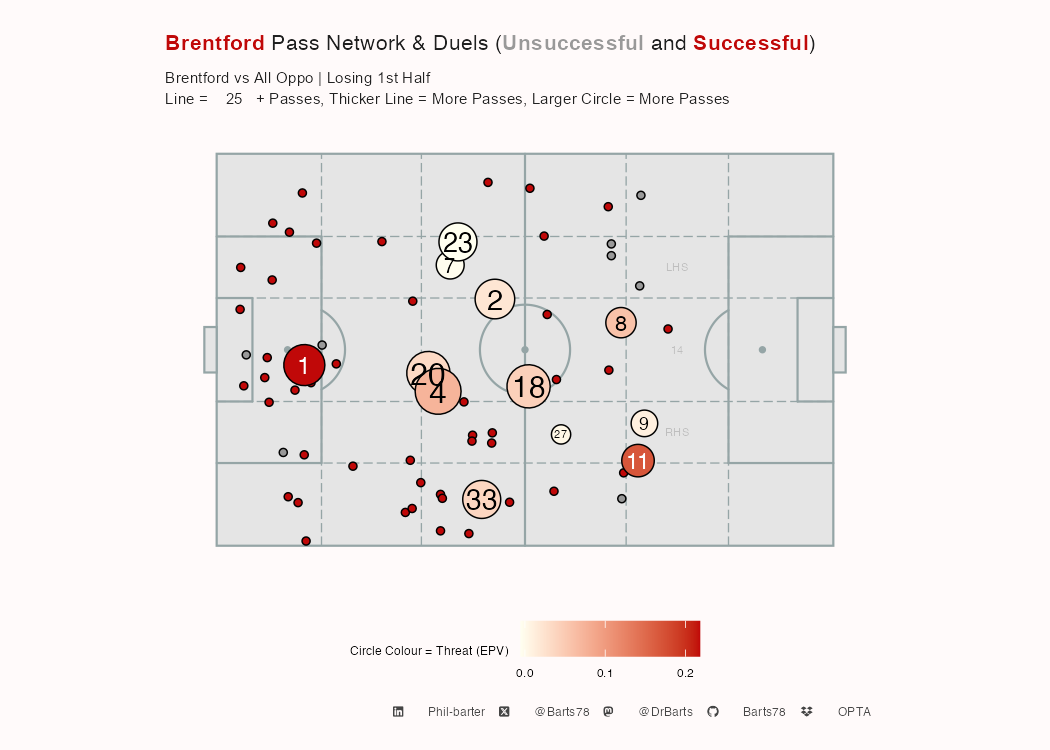 Brentford Pass Network & Duels (Unsuccessful and Successful)
Brentford vs All Oppo | Losing 1st Half
Line = 25 + Passes, Thicker Line = More Passes, Larger Circle = More Passes
23
7
LHS
2
8
14
1
20
4
18
9
27
RHS
11
33
Circle Colour = Threat (EPV)
0.0 0.1 0.2
Phil-barter @Barts78 @DrBarts Barts78 OPTA